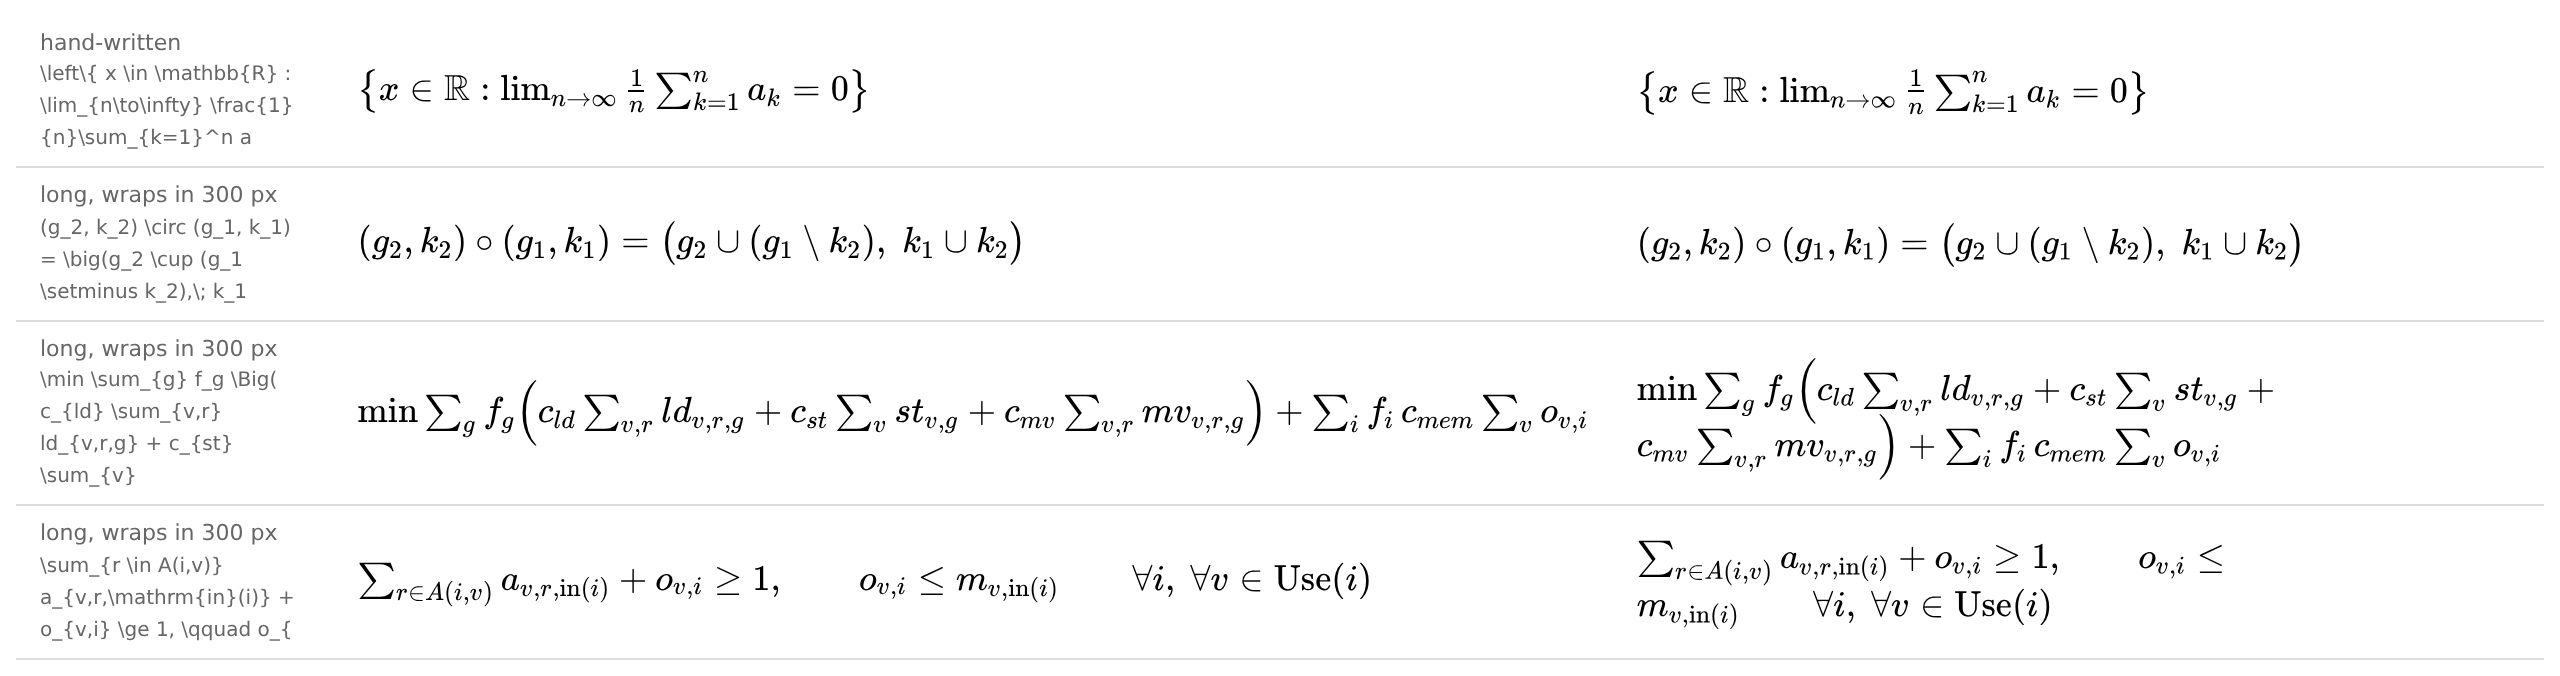 hand-written
\left\{ x \in \mathbb{R} :
\lim_{n\to\infty} \frac{1}
{n}\sum_{k=1}^n a
{x ∈ ℝ : lim_{n→∞} \frac{1}{n} ∑_{k=1}^{n} a_k = 0}
{x ∈ ℝ : lim_{n→∞} \frac{1}{n} ∑_{k=1}^{n} a_k = 0}
long, wraps in 300 px
(g_2, k_2) \circ (g_1, k_1)
= \big(g_2 \cup (g_1
\setminus k_2),\; k_1
(g_2, k_2) ∘ (g_1, k_1) = (g_2 ∪ (g_1 \ k_2), k_1 ∪ k_2)
(g_2, k_2) ∘ (g_1, k_1) = (g_2 ∪ (g_1 \ k_2), k_1 ∪ k_2)
long, wraps in 300 px
\min \sum_{g} f_g \Big(
c_{ld} \sum_{v,r}
ld_{v,r,g} + c_{st}
\sum_{v}
min ∑_g f_g(c_{ld} ∑_{v,r} ld_{v,r,g} + c_{st} ∑_v st_{v,g} + c_{mv} ∑_{v,r} mv_{v,r,g}) + ∑_i f_i c_{mem} ∑_v o_{v,i}
min ∑_g f_g(c_{ld} ∑_{v,r} ld_{v,r,g} + c_{st} ∑_v st_{v,g} +
c_{mv} ∑_{v,r} mv_{v,r,g}) + ∑_i f_i c_{mem} ∑_v o_{v,i}
long, wraps in 300 px
\sum_{r \in A(i,v)}
a_{v,r,\mathrm{in}(i)} +
o_{v,i} \ge 1, \qquad o_{
∑_{r∈A(i,v)} a_{v,r,in(i)} + o_{v,i} ≥ 1, o_{v,i} ≤ m_{v,in(i)} ∀i, ∀v ∈ Use(i)
∑_{r∈A(i,v)} a_{v,r,in(i)} + o_{v,i} ≥ 1, o_{v,i} ≤
m_{v,in(i)} ∀i, ∀v ∈ Use(i)